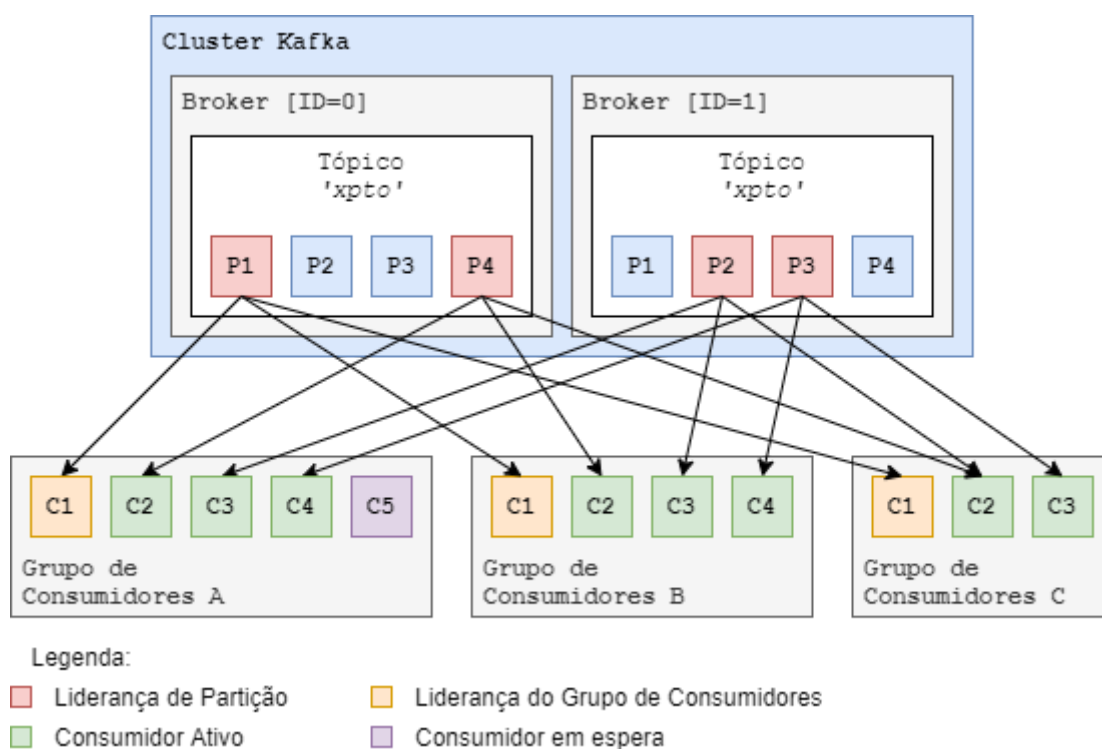 Cluster Kafka
Broker [ID=0]
Tópico
'xpto'
P1 P2 P3 P4
Broker [ID=1]
Tópico
'xpto'
P1 P2 P3 P4
C1 C2 C3 C4 C5
Grupo de
Consumidores A
C1 C2 C3 C4
Grupo de
Consumidores B
C1 C2 C3
Grupo de
Consumidores C
Legenda:
Liderança de Partição
Liderança do Grupo de Consumidores
Consumidor Ativo
Consumidor em espera